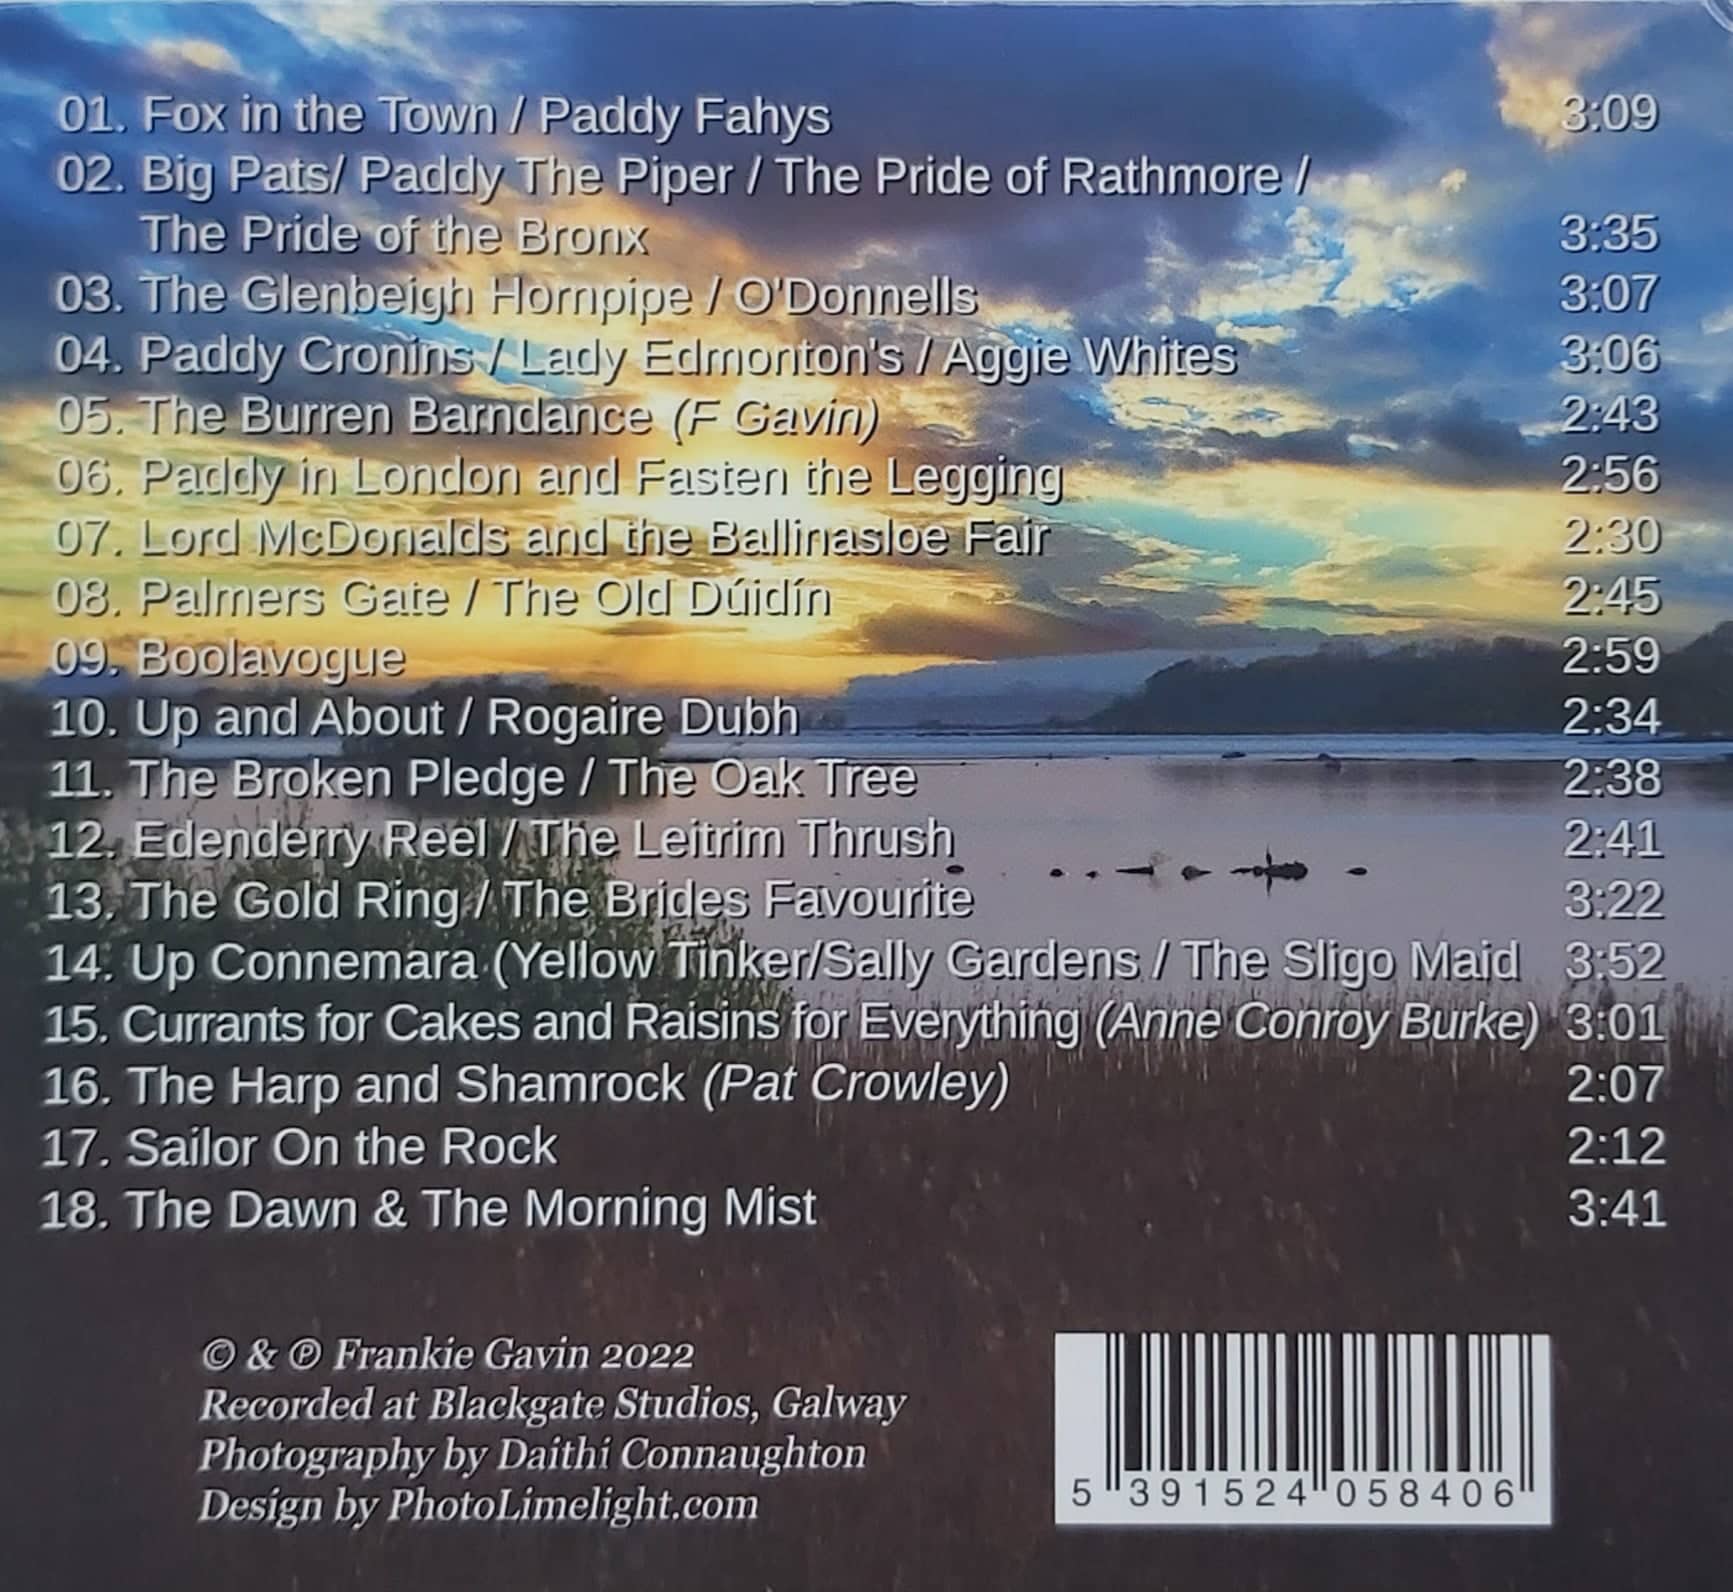 01. Fox in the Town / Paddy Fahys 3:09
02. Big Pats/ Paddy The Piper / The Pride of Rathmore /
The Pride of the Bronx 3:35
03. The Glenbeigh Hornpipe / O'Donnells 3:07
04. Paddy Cronins / Lady Edmonton's / Aggie Whites 3:06
05. The Burren Barndance (F Gavin) 2:43
06. Paddy in London and Fasten the Legging 2:56
07. Lord McDonalds and the Ballinasloe Fair 2:30
08. Palmers Gate / The Old Dúidín 2:45
09. Boolavogue 2:59
10. Up and About / Rogaire Dubh 2:34
11. The Broken Pledge / The Oak Tree 2:38
12. Edenderry Reel / The Leitrim Thrush 2:41
13. The Gold Ring / The Brides Favourite 3:22
14. Up Connemara (Yellow Tinker/Sally Gardens / The Sligo Maid 3:52
15. Currants for Cakes and Raisins for Everything (Anne Conroy Burke) 3:01
16. The Harp and Shamrock (Pat Crowley) 2:07
17. Sailor On the Rock 2:12
18. The Dawn & The Morning Mist 3:41
© & ℗ Frankie Gavin 2022
Recorded at Blackgate Studios, Galway
Photography by Daithi Connaughton
Design by PhotoLimelight.com
5 391524 058406